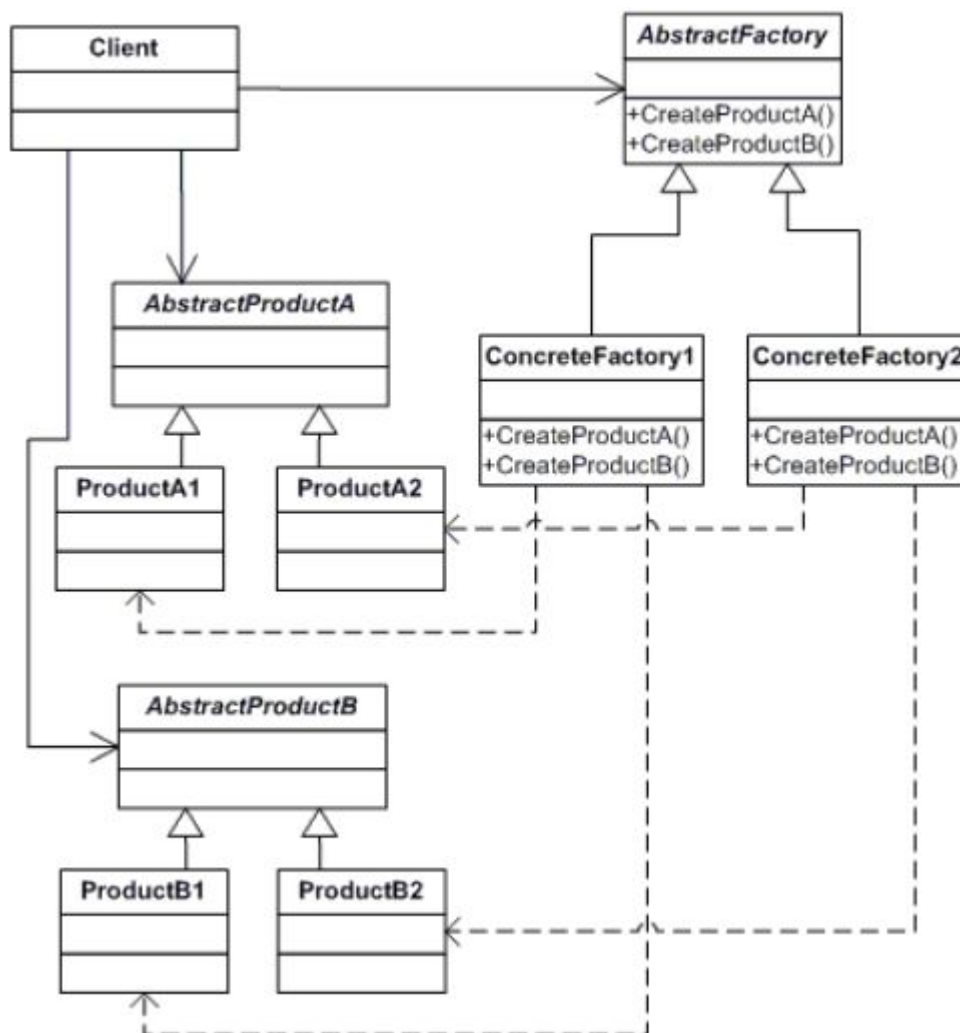 Client
AbstractFactory
+CreateProductA()
+CreateProductB()
AbstractProductA
ConcreteFactory1
+CreateProductA()
+CreateProductB()
ConcreteFactory2
+CreateProductA()
+CreateProductB()
ProductA1
ProductA2
AbstractProductB
ProductB1
ProductB2